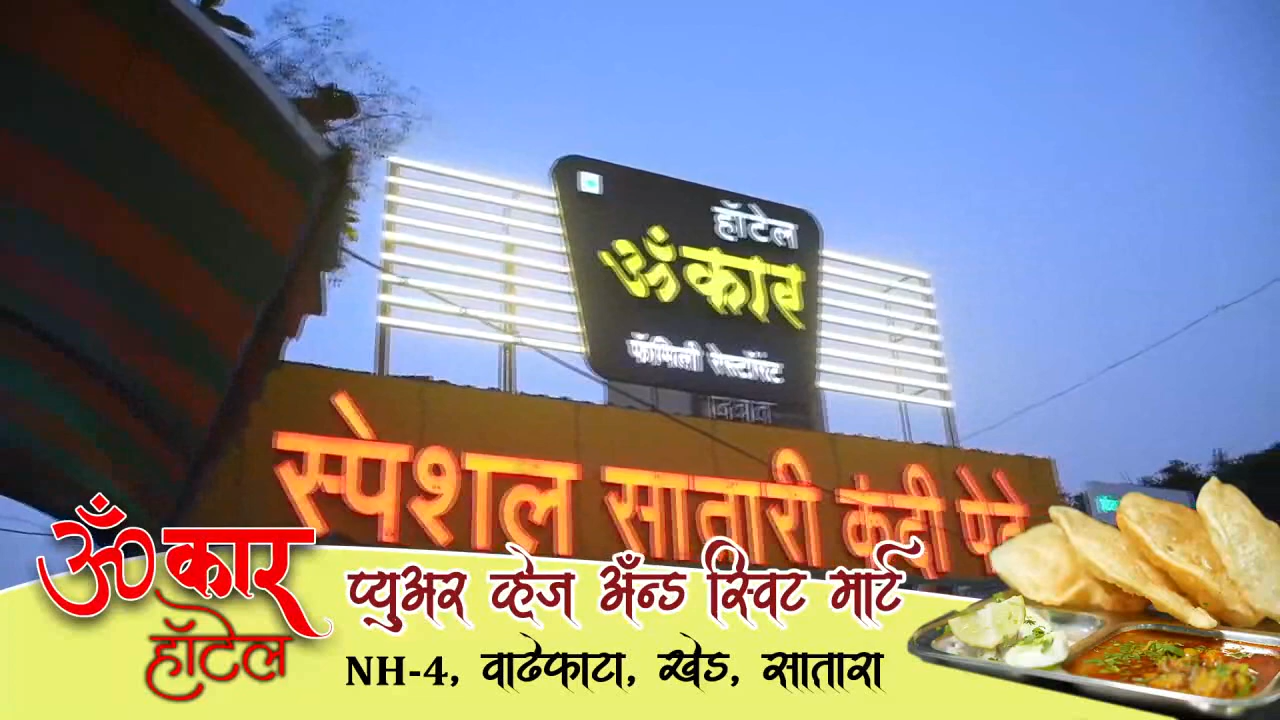 हॉटेल
ॐकार
फॅमिली रेस्टॉरंट
स्पेशल सातारी कंदी पेढे
ॐकार
हॉटेल
प्युअर व्हेज अँन्ड स्विट मार्ट
NH-4, वाढेफाटा, खेड, सातारा